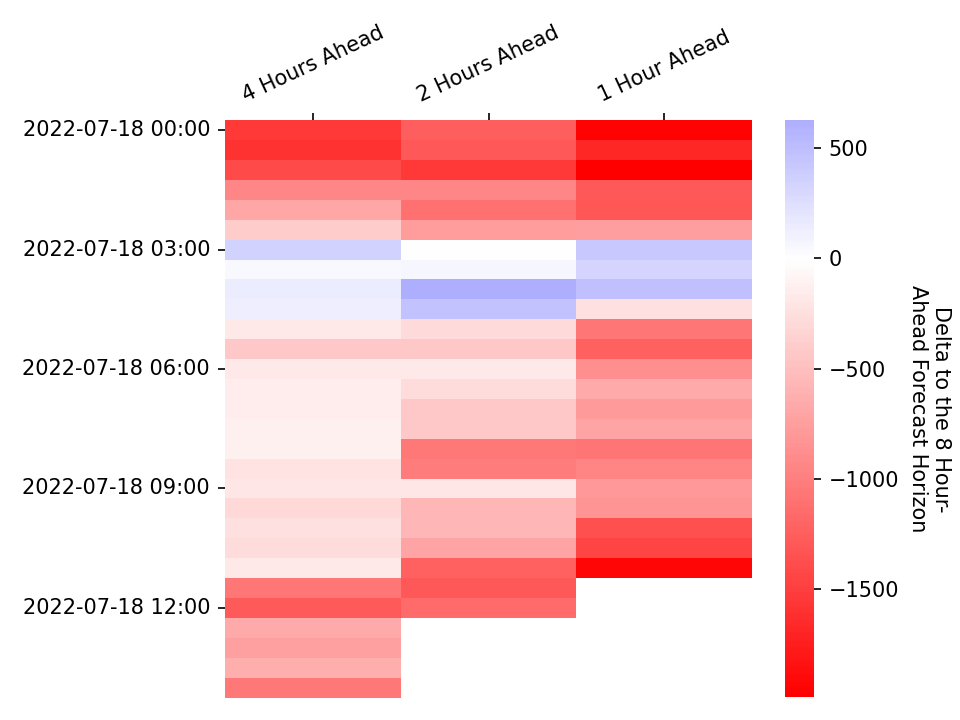 4 Hours Ahead
2 Hours Ahead
1 Hour Ahead
2022-07-18 00:00
2022-07-18 03:00
2022-07-18 06:00
2022-07-18 09:00
2022-07-18 12:00
500
0
−500
−1000
−1500
Delta to the 8 Hour-
Ahead Forecast Horizon